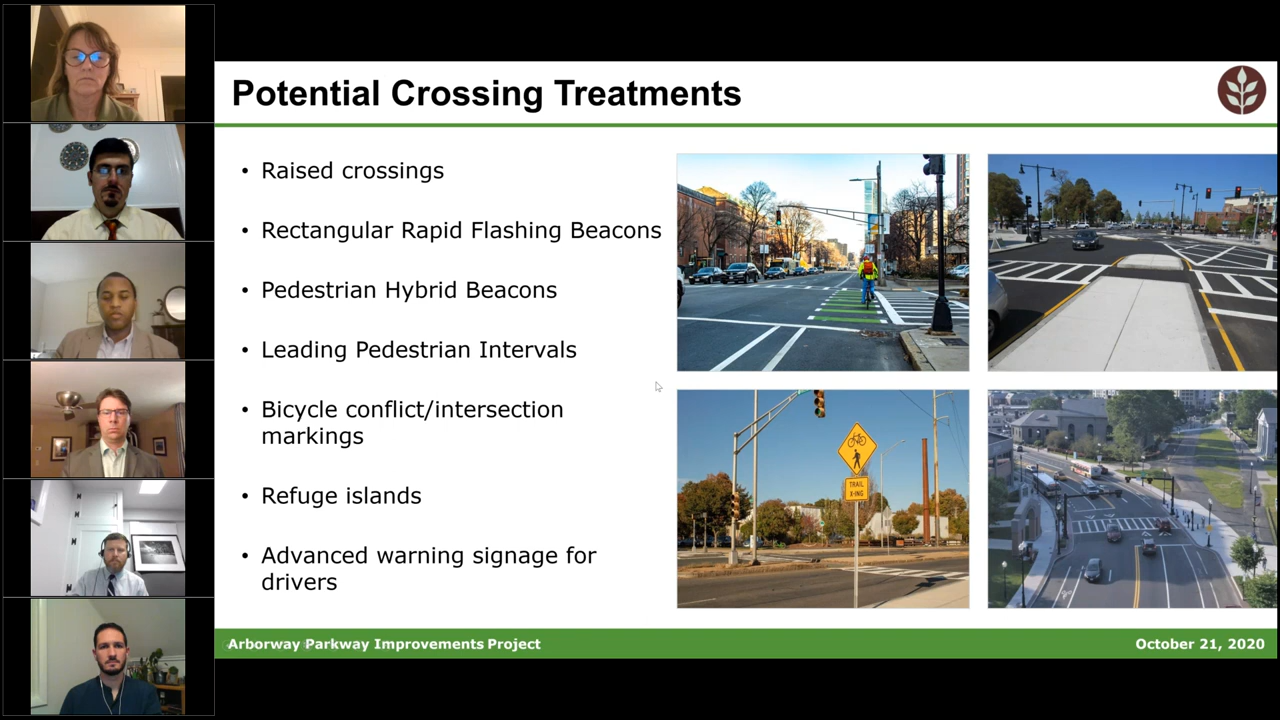 Potential Crossing Treatments
• Raised crossings
• Rectangular Rapid Flashing Beacons
• Pedestrian Hybrid Beacons
• Leading Pedestrian Intervals
• Bicycle conflict/intersection
markings
• Refuge islands
• Advanced warning signage for
drivers
TRAIL
X-ING
Arborway Parkway Improvements Project
October 21, 2020